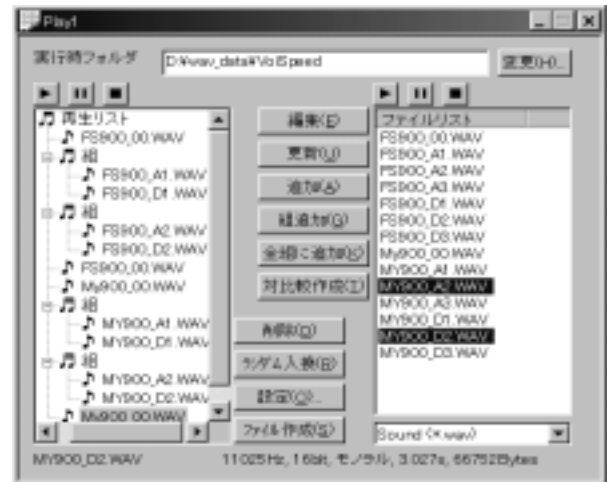 Play1
実行時フォルダ
D:¥wav_data¥VolSpeed
変更(H)...
再生リスト
FS900_00.WAV
組
FS900_A1.WAV
FS900_D1.WAV
組
FS900_A2.WAV
FS900_D2.WAV
FS900_00.WAV
My900_00.WAV
組
MY900_A1.WAV
MY900_D1.WAV
組
MY900_A2.WAV
MY900_D2.WAV
My900_00.WAV
編集(E)
更新(U)
追加(A)
組追加(G)
全組に追加(K)
対比較作成(T)
削除(D)
ランダム入換(R)
設定(O)...
ファイル作成(S)
ファイルリスト
FS900_00.WAV
FS900_A1.WAV
FS900_A2.WAV
FS900_A3.WAV
FS900_D1.WAV
FS900_D2.WAV
FS900_D3.WAV
My900_00.WAV
MY900_A1.WAV
MY900_A2.WAV
MY900_A3.WAV
MY900_D1.WAV
MY900_D2.WAV
MY900_D3.WAV
Sound (*.wav)
MY900_D2.WAV
11025Hz, 16bit, モノラル, 3.027s, 66752Bytes